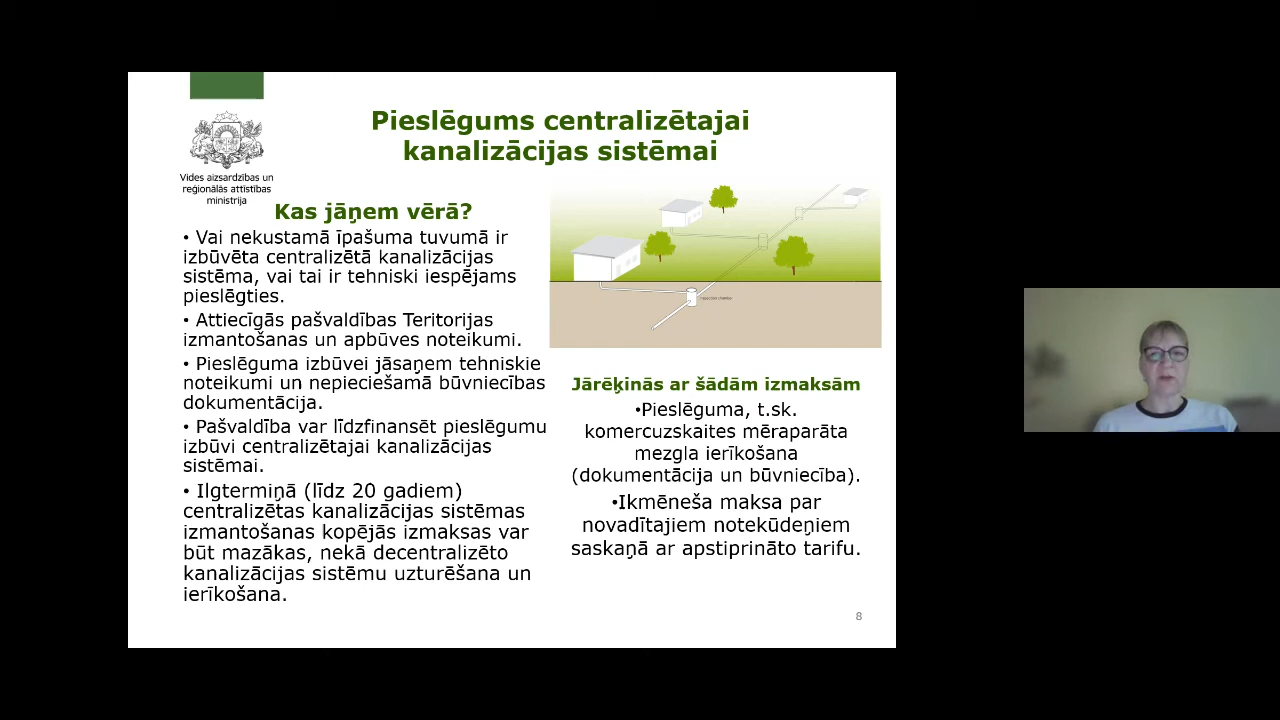 Pieslēgums centralizētajai
kanalizācijas sistēmai
Vides aizsardzības un
reģionālās attīstības
ministrija
Kas jāņem vērā?
• Vai nekustamā īpašuma tuvumā ir
izbūvēta centralizētā kanalizācijas
sistēma, vai tai ir tehniski iespējams
pieslēgties.
• Attiecīgās pašvaldības Teritorijas
izmantošanas un apbūves noteikumi.
• Pieslēguma izbūvei jāsaņem tehniskie
noteikumi un nepieciešamā būvniecības
dokumentācija.
• Pašvaldība var līdzfinansēt pieslēgumu
izbūvi centralizētajai kanalizācijas
sistēmai.
• Ilgtermiņā (līdz 20 gadiem)
centralizētas kanalizācijas sistēmas
izmantošanas kopējās izmaksas var
būt mazākas, nekā decentralizēto
kanalizācijas sistēmu uzturēšana un
ierīkošana.
Jārēķinās ar šādām izmaksām
•Pieslēguma, t.sk.
komercuzskaites mēraparāta
mezgla ierīkošana
(dokumentācija un būvniecība).
•Ikmēneša maksa par
novadītajiem notekūdeņiem
saskaņā ar apstiprināto tarifu.
8